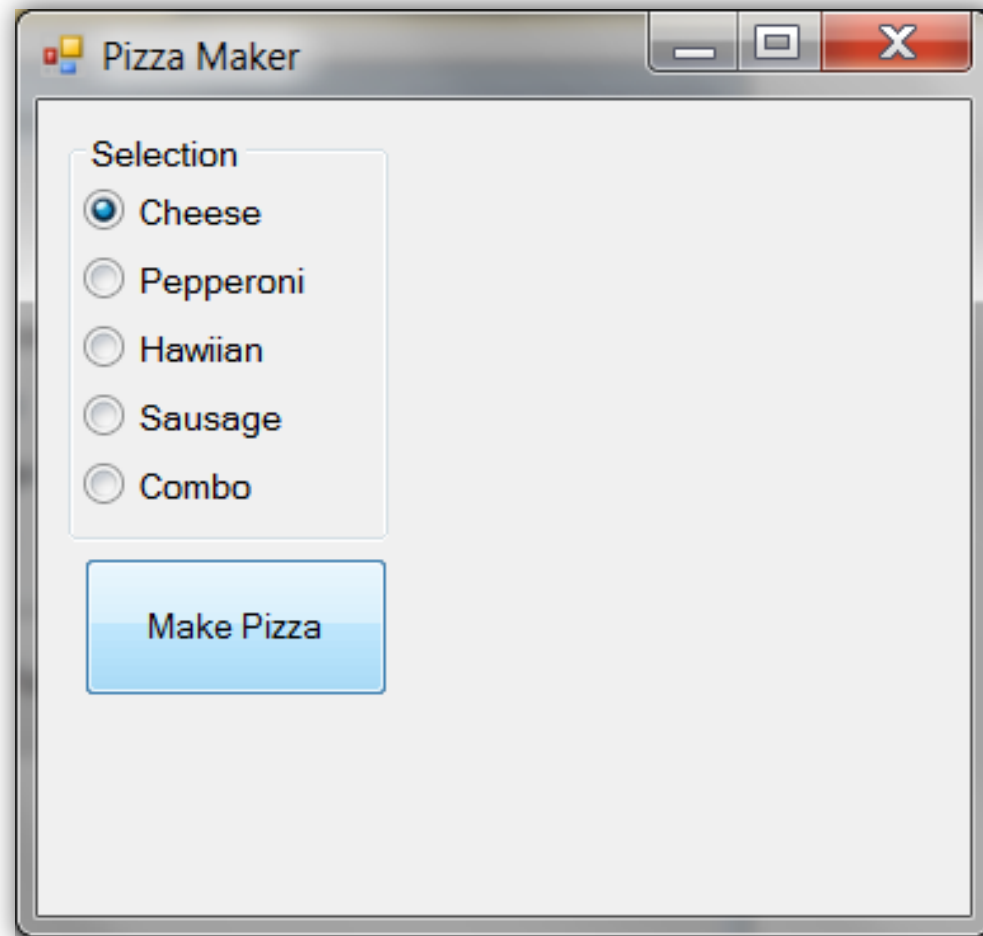 Pizza Maker
Selection
Cheese
Pepperoni
Hawiian
Sausage
Combo
Make Pizza